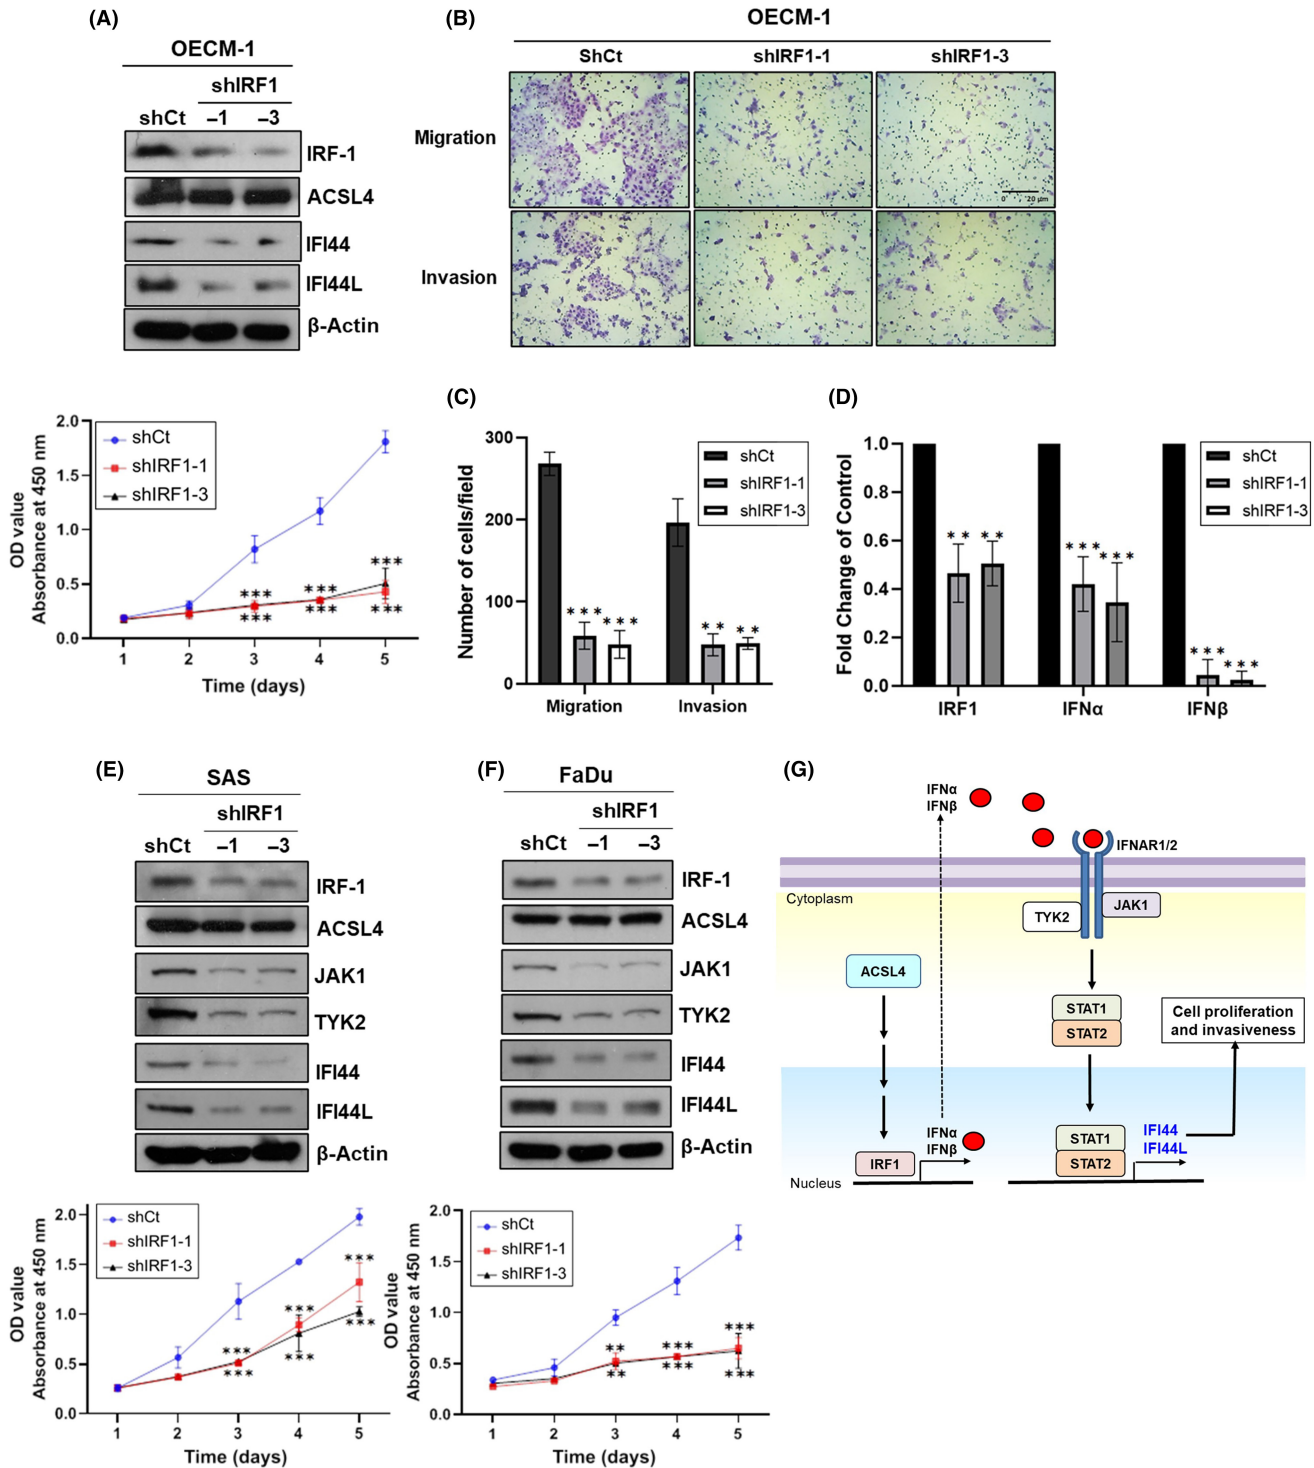 (A)
OECM-1
shIRF1
shCt –1 –3
IRF-1
ACSL4
IFI44
IFI44L
β-Actin
OD value
Absorbance at 450 nm
2.0
1.5
1.0
0.5
0.0
shCt
shIRF1-1
shIRF1-3
*** *** ***
*** *** ***
1 2 3 4 5
Time (days)
(B)
OECM-1
ShCt shIRF1-1 shIRF1-3
Migration
0 20 µm
Invasion
(C)
Number of cells/field
300
200
100
0
shCt
shIRF1-1
shIRF1-3
*** *** ** **
Migration Invasion
(D)
Fold Change of Control
1.0
0.8
0.6
0.4
0.2
0.0
shCt
shIRF1-1
shIRF1-3
** ** *** *** *** ***
IRF1 IFNα IFNβ
(E)
SAS
shIRF1
shCt –1 –3
IRF-1
ACSL4
JAK1
TYK2
IFI44
IFI44L
β-Actin
OD value
Absorbance at 450 nm
2.0
1.5
1.0
0.5
0.0
shCt
shIRF1-1
shIRF1-3
*** *** ***
*** *** ***
1 2 3 4 5
Time (days)
(F)
FaDu
shIRF1
shCt –1 –3
IRF-1
ACSL4
JAK1
TYK2
IFI44
IFI44L
β-Actin
OD value
Absorbance at 450 nm
2.0
1.5
1.0
0.5
0.0
shCt
shIRF1-1
shIRF1-3
** *** ***
** *** ***
1 2 3 4 5
Time (days)
(G)
IFNα
IFNβ
IFNAR1/2
Cytoplasm
TYK2
JAK1
ACSL4
STAT1
STAT2
Cell proliferation
and invasiveness
IFNα
IFNβ
IRF1
STAT1
STAT2
IFI44
IFI44L
Nucleus